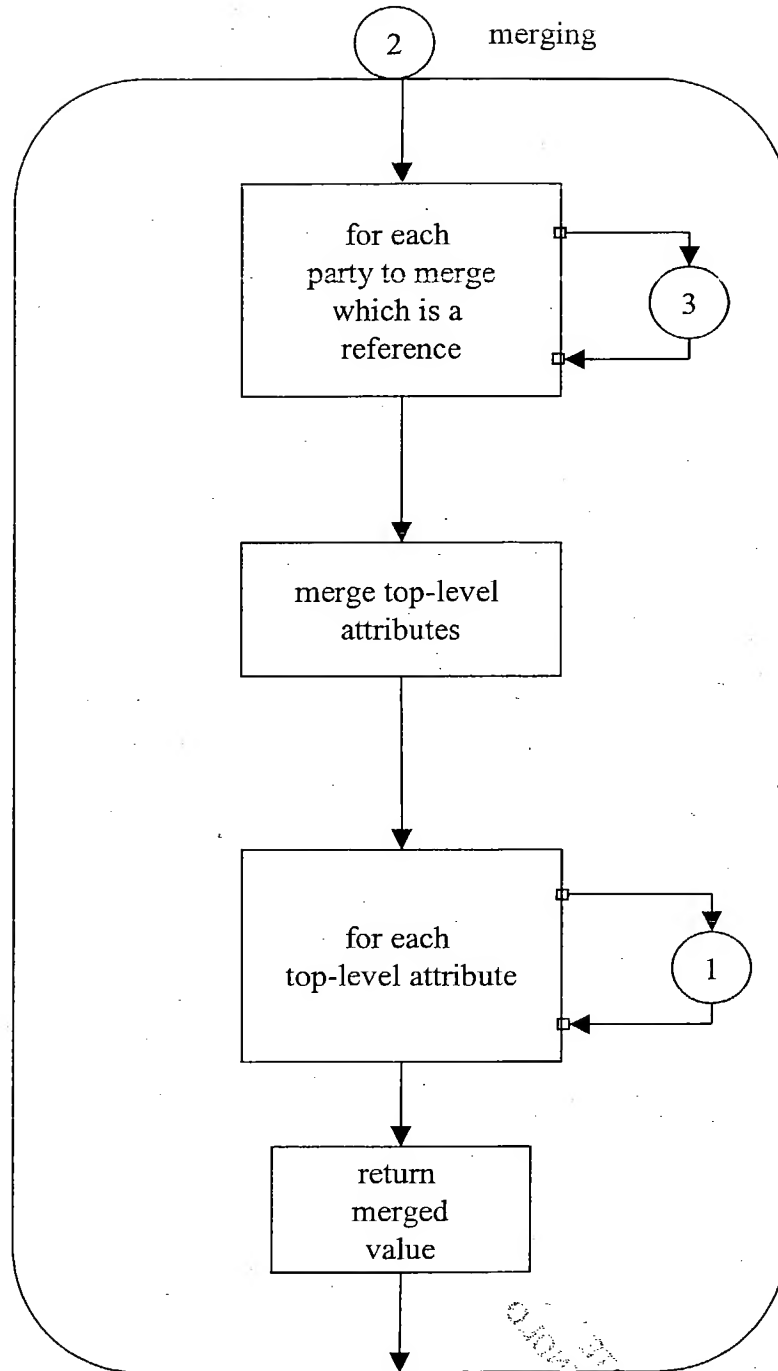 2
merging
for each
party to merge
which is a
reference
3
merge top-level
attributes
for each
top-level attribute
1
return
merged
value